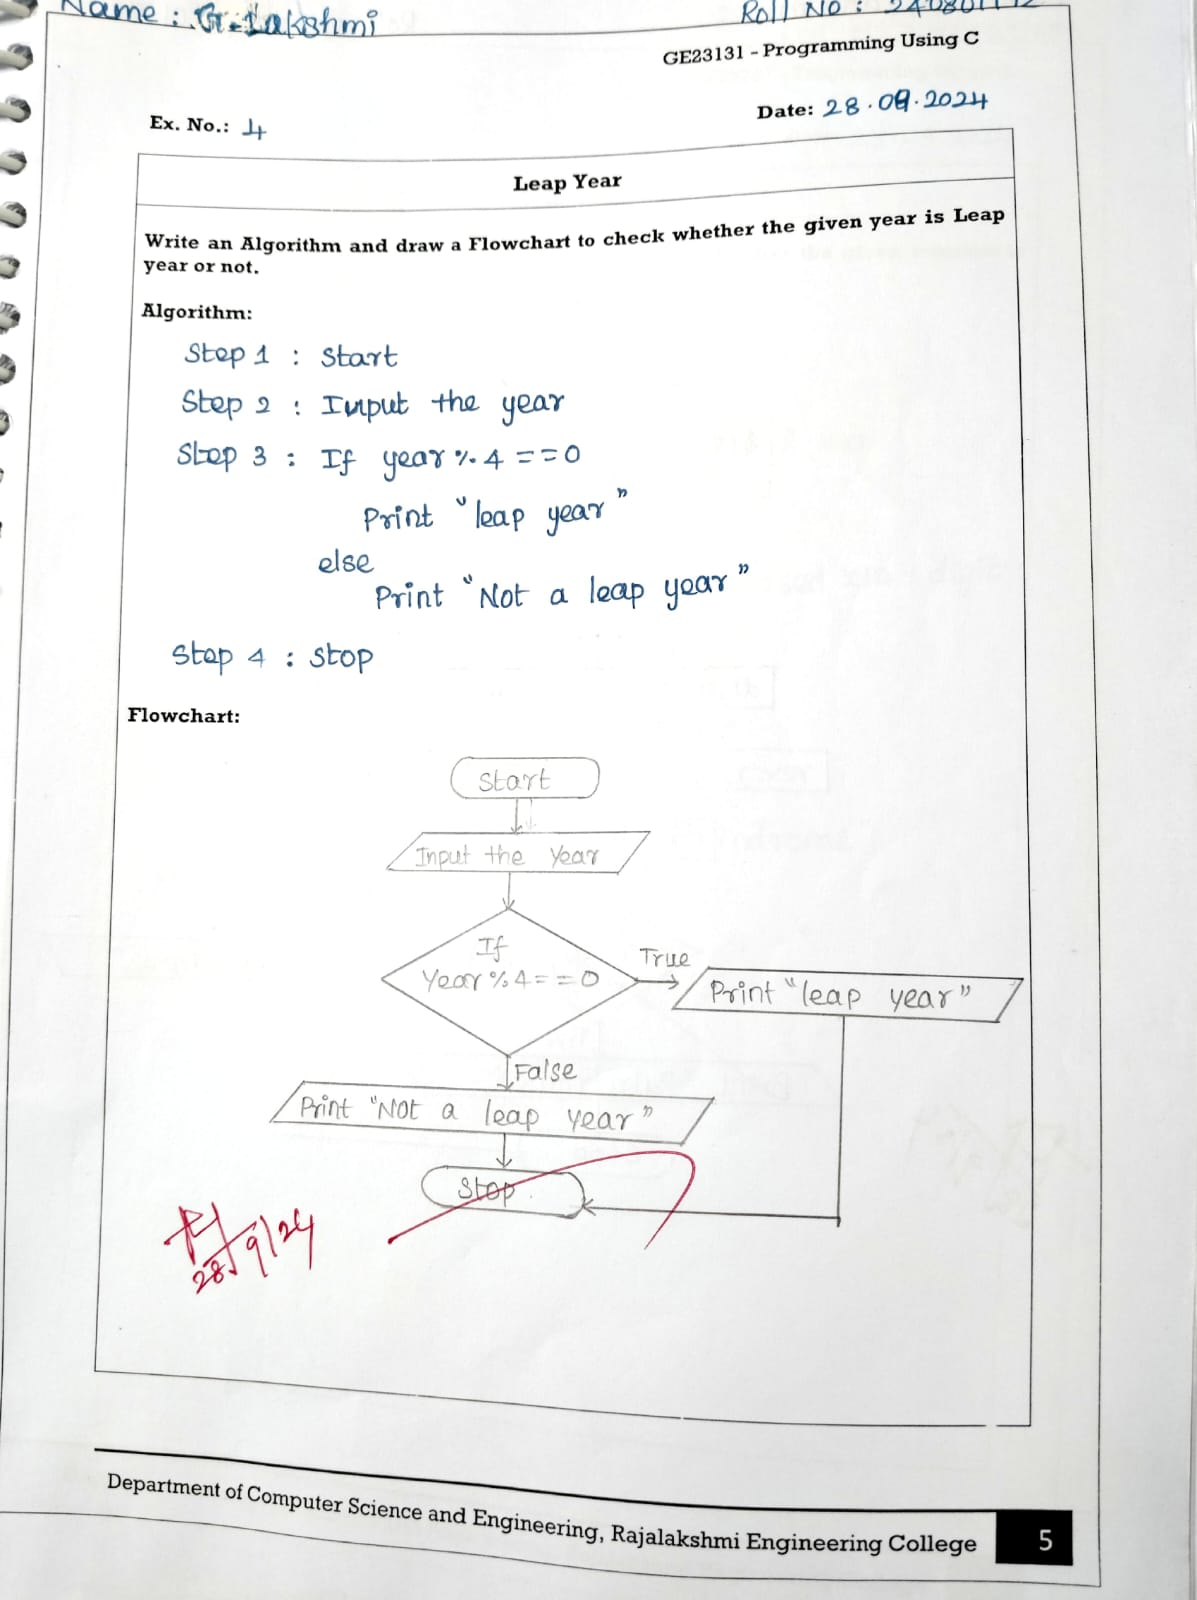 Name : G. Lakshmi
Roll No :
GE23131 - Programming Using C
Ex. No.: 4
Date: 28.09.2024
Leap Year
Write an Algorithm and draw a Flowchart to check whether the given year is Leap
year or not.
Algorithm:
Step 1 : Start
Step 2 : Input the year
Step 3 : If year % 4 ==0
Print "leap year"
else
Print "Not a leap year"
Step 4 : Stop
Flowchart:
Start
Input the Year
If
Year % 4==0
True
Print "leap year"
False
Print "Not a leap year"
Stop
28/9/24
Department of Computer Science and Engineering, Rajalakshmi Engineering College
5